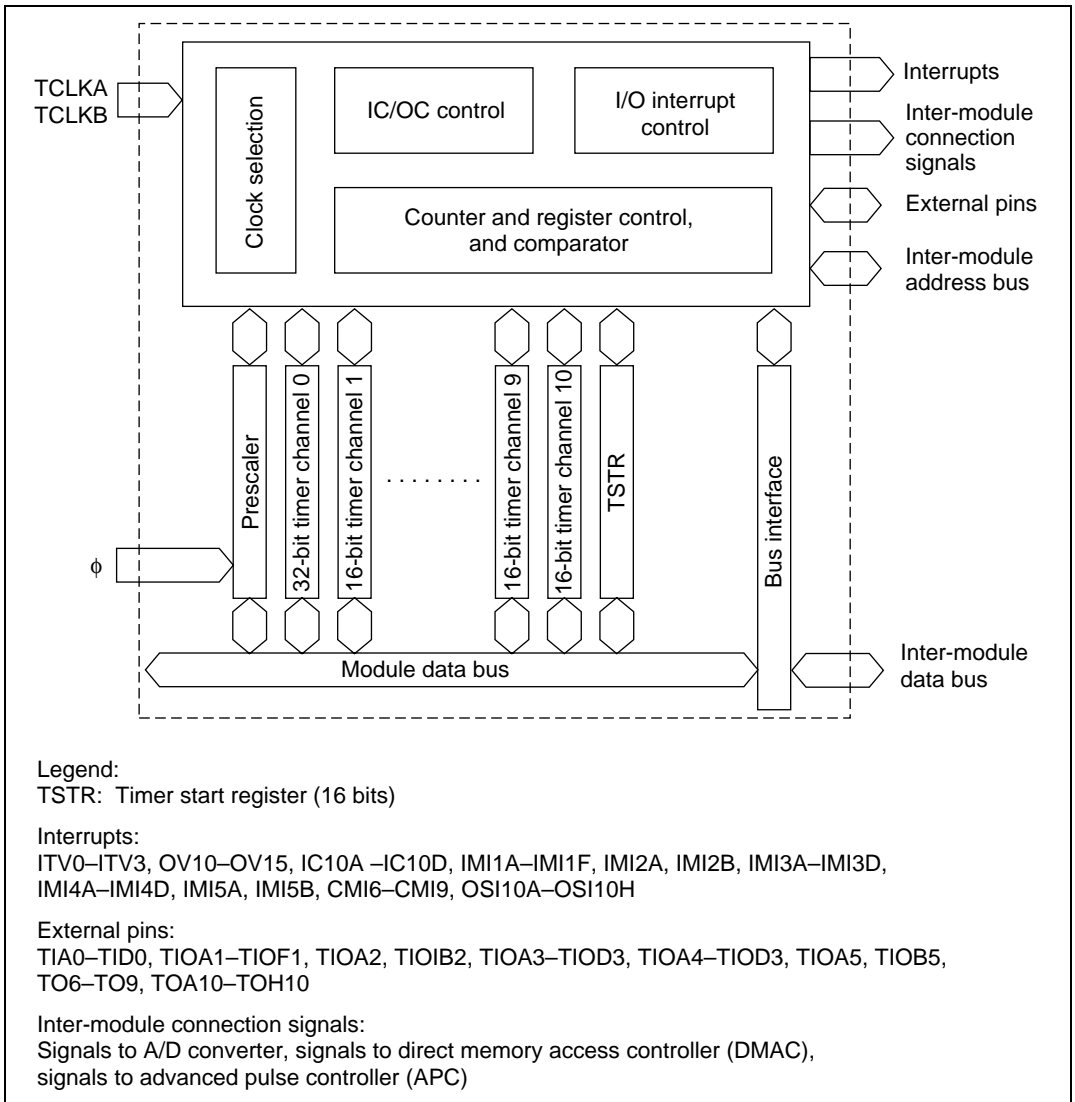 TCLKA
TCLKB
Clock selection
IC/OC control
I/O interrupt
control
Counter and register control,
and comparator
Interrupts
Inter-module
connection
signals
External pins
Inter-module
address bus
Prescaler
32-bit timer channel 0
16-bit timer channel 1
. . . . . . . .
16-bit timer channel 9
16-bit timer channel 10
TSTR
Bus interface
ϕ
Module data bus
Inter-module
data bus
Legend:
TSTR: Timer start register (16 bits)
Interrupts:
ITV0–ITV3, OV10–OV15, IC10A –IC10D, IMI1A–IMI1F, IMI2A, IMI2B, IMI3A–IMI3D,
IMI4A–IMI4D, IMI5A, IMI5B, CMI6–CMI9, OSI10A–OSI10H
External pins:
TIA0–TID0, TIOA1–TIOF1, TIOA2, TIOIB2, TIOA3–TIOD3, TIOA4–TIOD3, TIOA5, TIOB5,
TO6–TO9, TOA10–TOH10
Inter-module connection signals:
Signals to A/D converter, signals to direct memory access controller (DMAC),
signals to advanced pulse controller (APC)